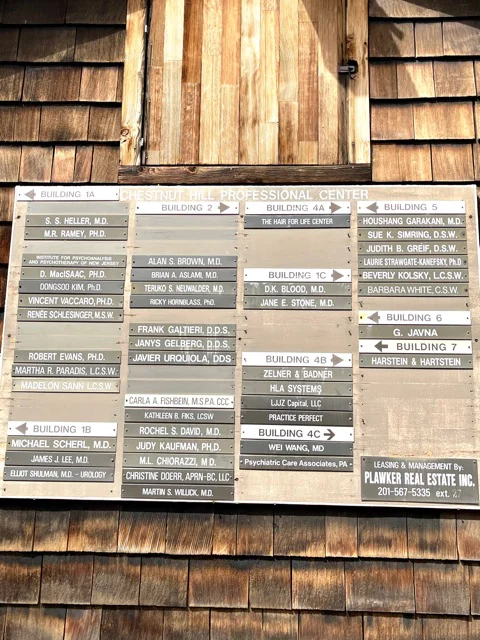 CHESTNUT HILL PROFESSIONAL CENTER
BUILDING 1A
S. S. HELLER, M.D.
M.R. RAMEY, PH.D.
INSTITUTE FOR PSYCHOANALYSIS
AND PSYCHOTHERAPY OF NEW JERSEY
D. MacISAAC, PH.D.
DONGSOO KIM, Ph.D.
VINCENT VACCARO, PH.D.
RENÉE SCHLESINGER, M.S.W.
ROBERT EVANS, PH.D.
MARTHA R. PARADIS, L.C.S.W.
MADELON SANN L.C.S.W.
BUILDING 1B
MICHAEL SCHERL, M.D.
JAMES J. LEE, M.D.
ELLIOT SHULMAN, M.D. - UROLOGY
BUILDING 2
ALAN S. BROWN, M.D.
BRIAN A. ASLAMI, M.D.
TERUKO S. NEUWALDER, M.D.
RICKY HORNBLASS, PhD.
FRANK GALTIERI, D.D.S.
JANYS GELBERG, D.D.S.
JAVIER URQUIOLA, DDS
CARLA A. FISHBEIN, M.S.P.A. CCC
KATHLEEN B. FIKS, LCSW
ROCHEL S. DAVID, M.D.
JUDY KAUFMAN, PH.D.
M.L. CHIORAZZI, M.D.
CHRISTINE DOERR, APRN-BC, LLC
MARTIN S. WILLICK, M.D.
BUILDING 4A
THE HAIR FOR LIFE CENTER
BUILDING 1C
D.K. BLOOD, M.D.
JANE E. STONE, M.D.
BUILDING 4B
ZELNER & BADNER
HLA SYSTEMS
LJJZ Capital, LLC
PRACTICE PERFECT
BUILDING 4C
WEI WANG, MD
Psychiatric Care Associates, PA
BUILDING 5
HOUSHANG GARAKANI, M.D.
SUE K. SIMRING, D.S.W.
JUDITH B. GREIF, D.S.W.
LAURIE STRAWGATE-KANEFSKY, Ph.D.
BEVERLY KOLSKY, L.C.S.W.
BARBARA WHITE, C.S.W.
BUILDING 6
G. JAVNA
BUILDING 7
HARSTEIN & HARTSTEIN
LEASING & MANAGEMENT By:
PLAWKER REAL ESTATE INC.
201-567-5335 ext. 27